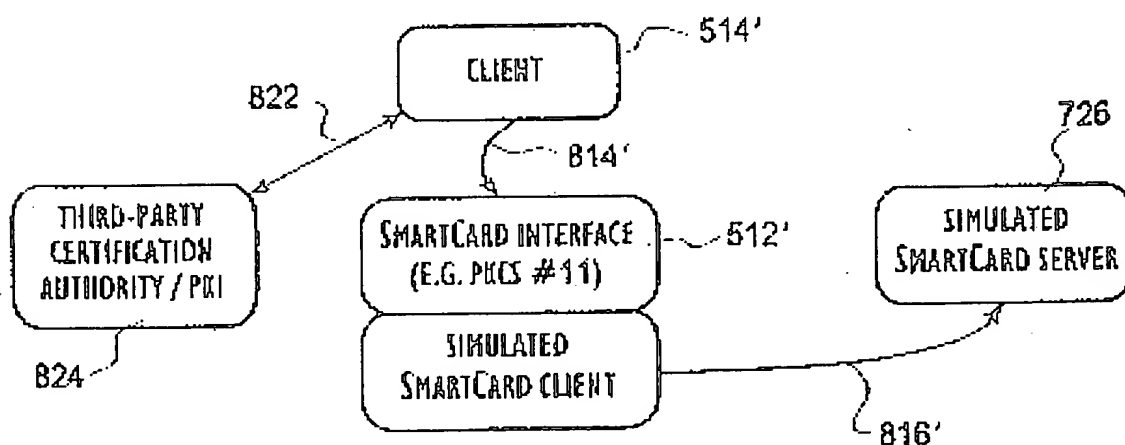 514'
CLIENT
822
726
814'
THIRD-PARTY
CERTIFICATION
AUTHORITY / PKI
SMARTCARD INTERFACE
(E.G. PKCS #11)
512'
SIMULATED
SMARTCARD SERVER
824
SIMULATED
SMARTCARD CLIENT
816'